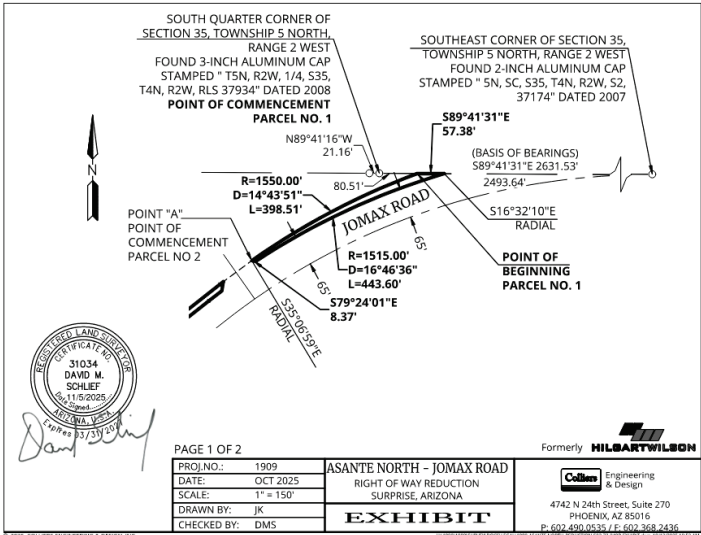 SOUTH QUARTER CORNER OF
SECTION 35, TOWNSHIP 5 NORTH,
RANGE 2 WEST
FOUND 3-INCH ALUMINUM CAP
STAMPED " T5N, R2W, 1/4, S35,
T4N, R2W, RLS 37934" DATED 2008
POINT OF COMMENCEMENT
PARCEL NO. 1
SOUTHEAST CORNER OF SECTION 35,
TOWNSHIP 5 NORTH, RANGE 2 WEST
FOUND 2-INCH ALUMINUM CAP
STAMPED " 5N, SC, S35, T4N, R2W, S2,
37174" DATED 2007
S89°41'31"E
57.38'
N89°41'16"W
21.16'
(BASIS OF BEARINGS)
S89°41'31"E 2631.53'
2493.64'
N
R=1550.00'
D=14°43'51"
L=398.51'
80.51'
JOMAX ROAD
S16°32'10"E
RADIAL
POINT "A"
POINT OF
COMMENCEMENT
PARCEL NO 2
65'
R=1515.00'
D=16°46'36"
L=443.60'
POINT OF
BEGINNING
PARCEL NO. 1
65'
S79°24'01"E
8.37'
S35°06'59"E
RADIAL
REGISTERED LAND SURVEYOR
CERTIFICATE NO.
31034
DAVID M.
SCHLIEF
11/5/2025
Date Signed
ARIZONA, U.S.A.
Expires 03/31/2027
PAGE 1 OF 2
Formerly HILGARTWILSON
PROJ.NO.: 1909
DATE: OCT 2025
SCALE: 1" = 150'
DRAWN BY: JK
CHECKED BY: DMS
ASANTE NORTH - JOMAX ROAD
RIGHT OF WAY REDUCTION
SURPRISE, ARIZONA
EXHIBIT
Colliers Engineering
& Design
4742 N 24th Street, Suite 270
PHOENIX, AZ 85016
P: 602.490.0535 / F: 602.368.2436